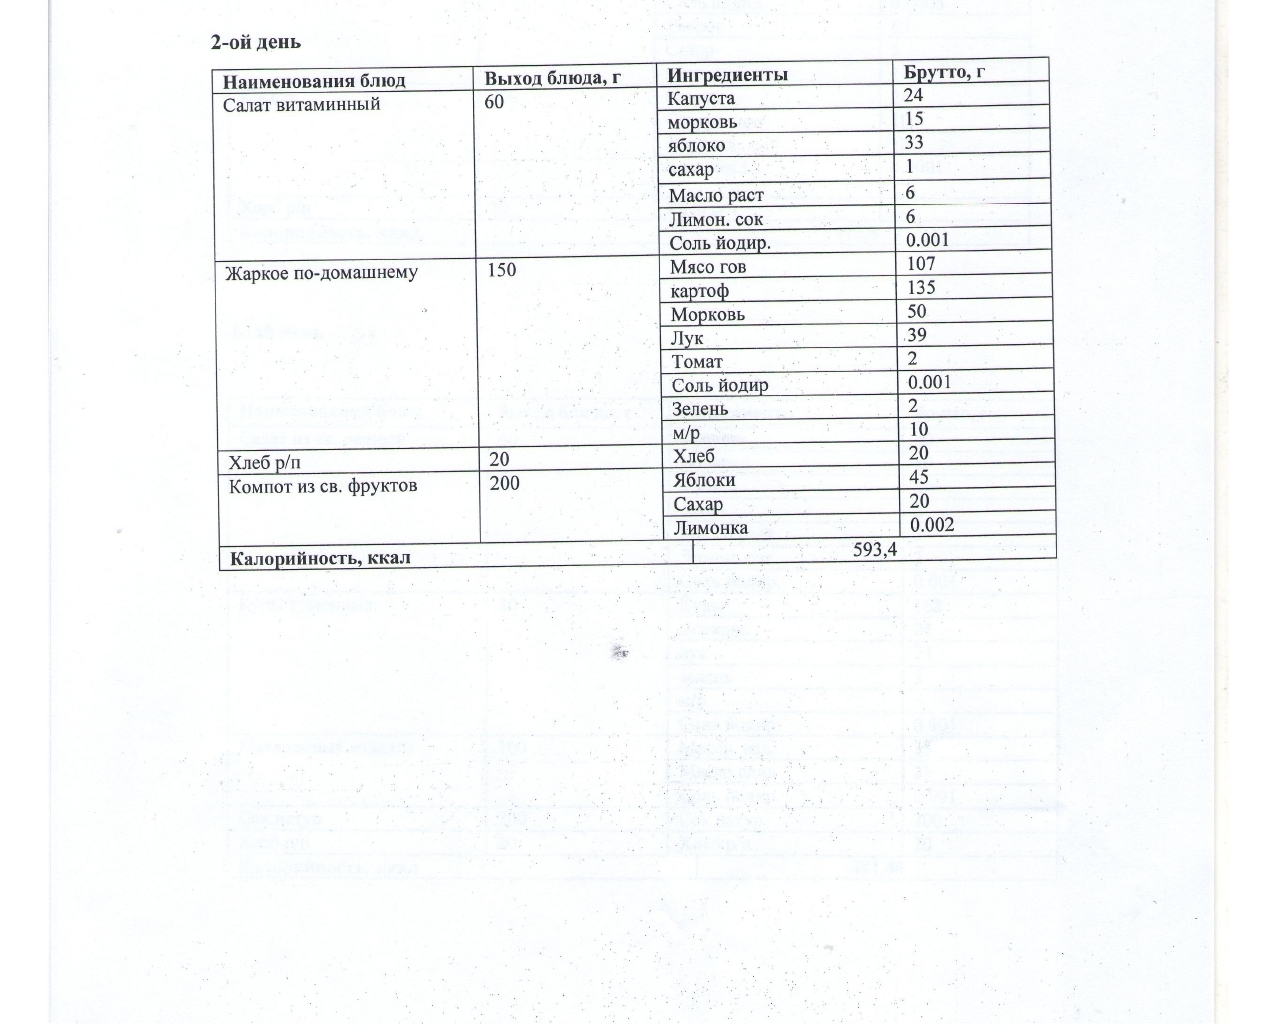 2-ой день
Наименования блюд Выход блюда, г Ингредиенты Брутто, г
Салат витаминный 60 Капуста 24
морковь 15
яблоко 33
сахар 1
Масло раст 6
Лимон. сок 6
Соль йодир. 0.001
Жаркое по-домашнему 150 Мясо гов 107
картоф 135
Морковь 50
Лук 39
Томат 2
Соль йодир 0.001
Зелень 2
м/р 10
Хлеб р/п 20 Хлеб 20
Компот из св. фруктов 200 Яблоки 45
Сахар 20
Лимонка 0.002
Калорийность, ккал 593,4